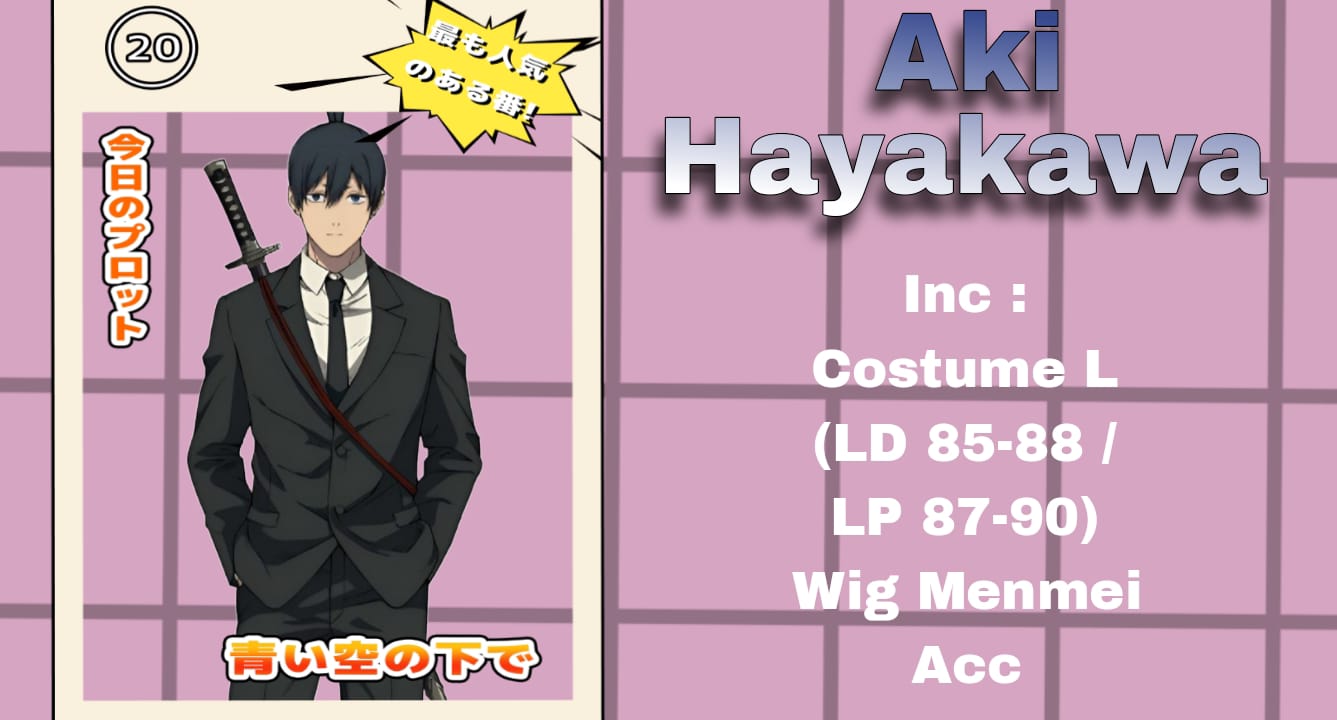 20
最も人気
のある番!
今日のプロット
青い空の下で
Aki
Hayakawa
Inc :
Costume L
(LD 85-88 /
LP 87-90)
Wig Menmei
Acc